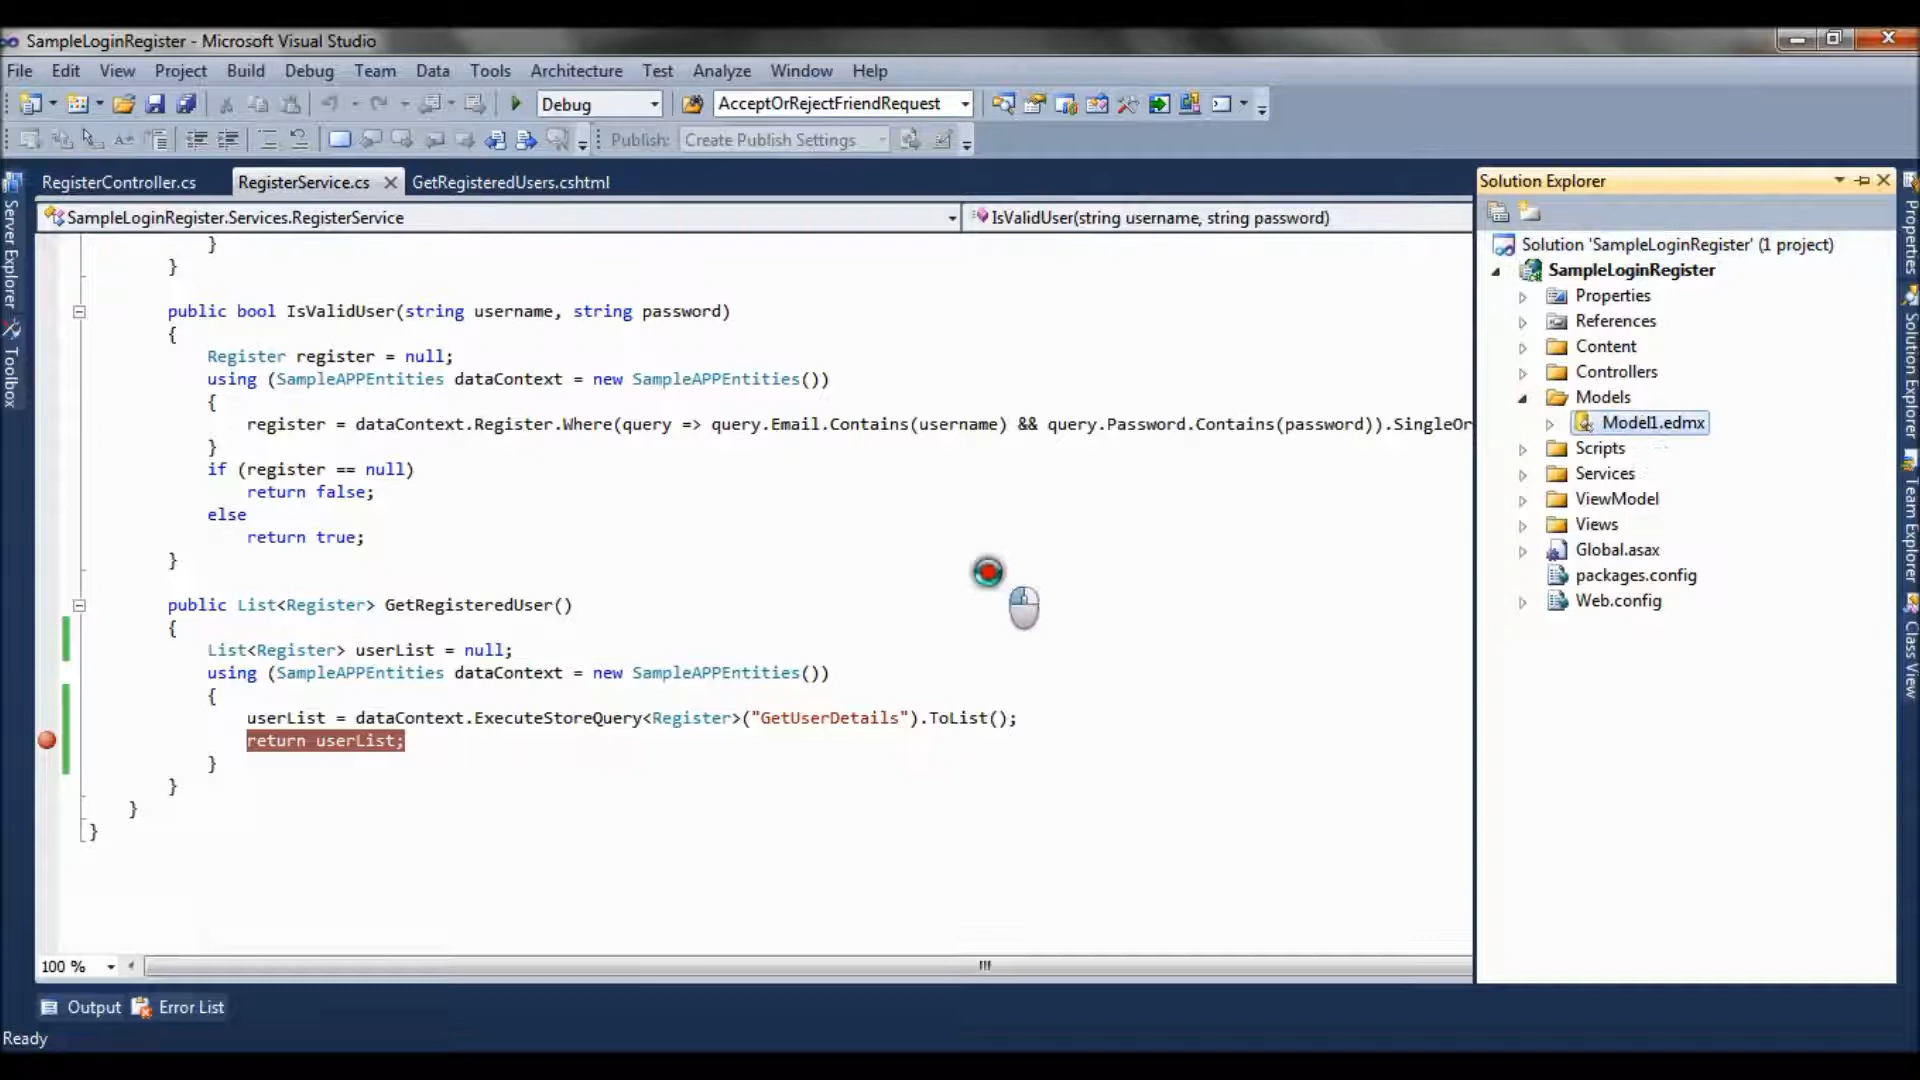 SampleLoginRegister - Microsoft Visual Studio
File Edit View Project Build Debug Team Data Tools Architecture Test Analyze Window Help
Debug AcceptOrRejectFriendRequest
Publish: Create Publish Settings
RegisterController.cs RegisterService.cs GetRegisteredUsers.cshtml
SampleLoginRegister.Services.RegisterService IsValidUser(string username, string password)
}
}
public bool IsValidUser(string username, string password)
{
Register register = null;
using (SampleAPPEntities dataContext = new SampleAPPEntities())
{
register = dataContext.Register.Where(query => query.Email.Contains(username) && query.Password.Contains(password)).SingleOr
}
if (register == null)
return false;
else
return true;
}
public List<Register> GetRegisteredUser()
{
List<Register> userList = null;
using (SampleAPPEntities dataContext = new SampleAPPEntities())
{
userList = dataContext.ExecuteStoreQuery<Register>("GetUserDetails").ToList();
return userList;
}
}
}
}
100 %
Output Error List
Ready
Server Explorer
Toolbox
Solution Explorer
Solution 'SampleLoginRegister' (1 project)
SampleLoginRegister
Properties
References
Content
Controllers
Models
Model1.edmx
Scripts
Services
ViewModel
Views
Global.asax
packages.config
Web.config
Properties
Solution Explorer
Team Explorer
Class View